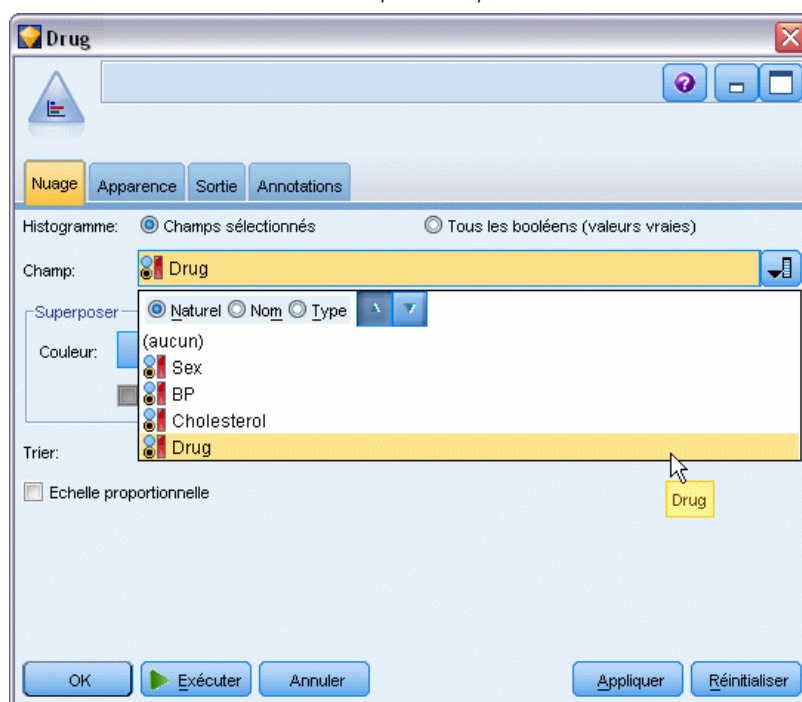 Drug
Nuage Apparence Sortie Annotations
Histogramme: Champs sélectionnés Tous les booléens (valeurs vraies)
Champ: Drug
Superposer Naturel Nom Type
(aucun)
Couleur:
Sex
BP
Cholesterol
Trier: Drug
Drug
Echelle proportionnelle
OK Exécuter Annuler Appliquer Réinitialiser